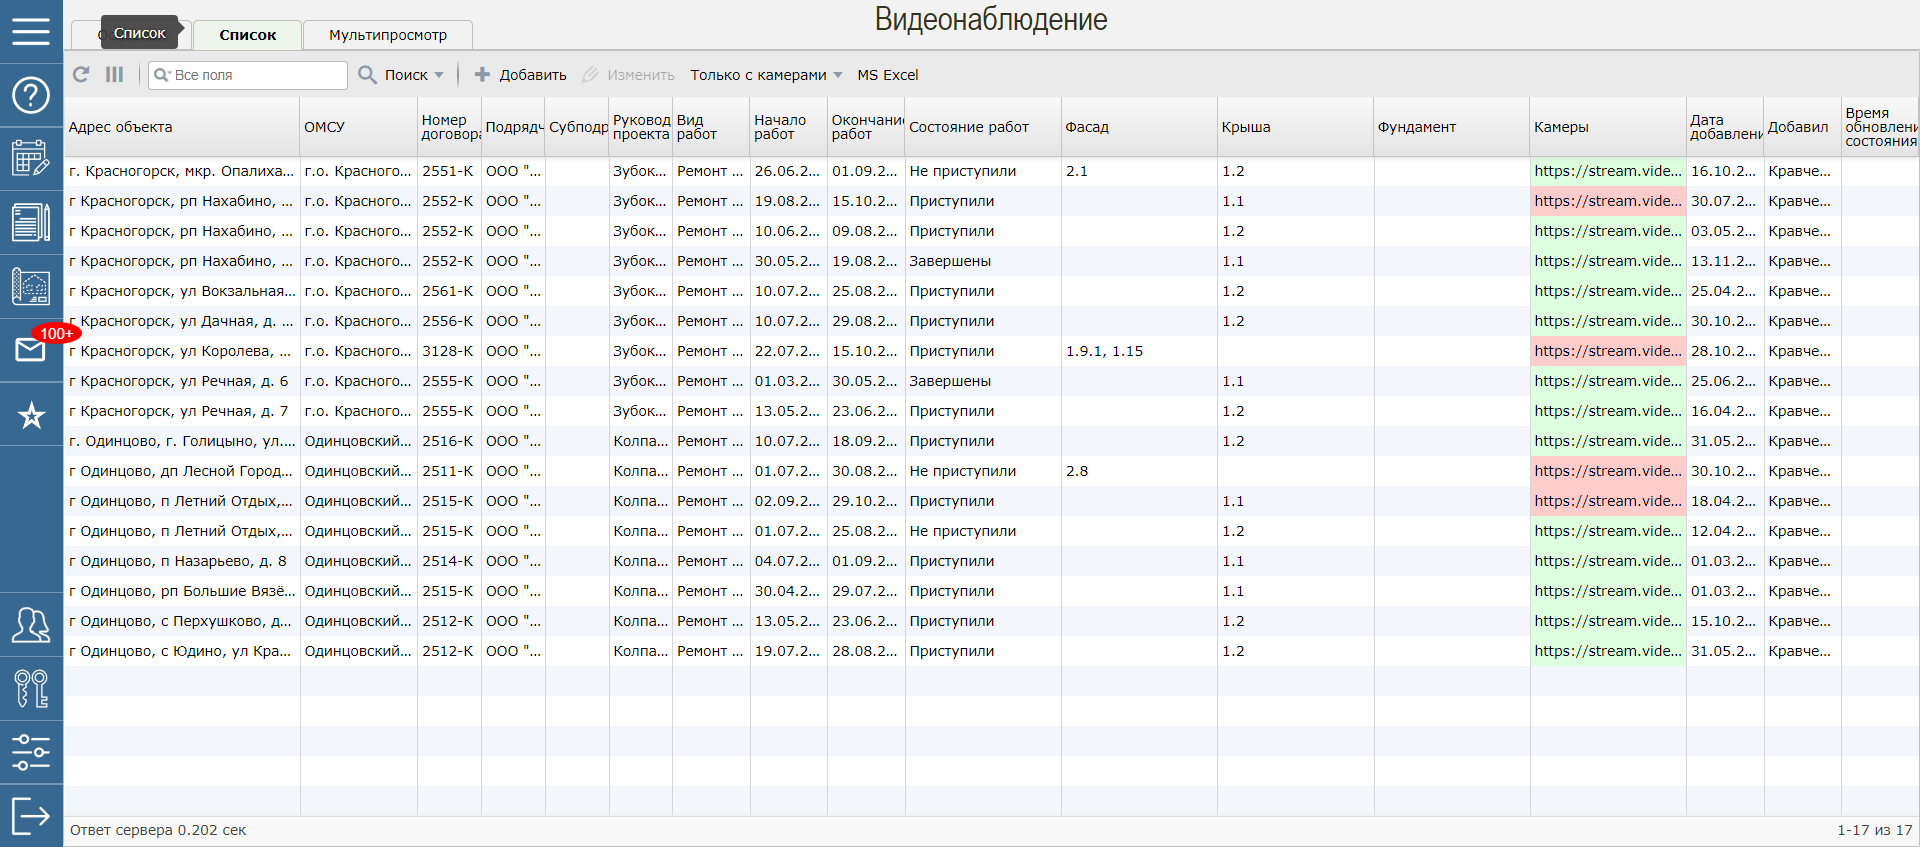 Видеонаблюдение
Список
Список
Мультипросмотр
Все поля
Поиск
Добавить
Изменить
Только с камерами
MS Excel
Адрес объекта ОМСУ Номер договора Подрядч Субподр Руковод проекта Вид работ Начало работ Окончание работ Состояние работ Фасад Крыша Фундамент Камеры Дата добавлени Добавил Время обновлени состояния
г. Красногорск, мкр. Опалиха... г.о. Красного... 2551-К ООО "... Зубок... Ремонт ... 26.06.2... 01.09.2... Не приступили 2.1 1.2 https://stream.vide... 16.10.2... Кравче...
г Красногорск, рп Нахабино, ... г.о. Красного... 2552-К ООО "... Зубок... Ремонт ... 19.08.2... 15.10.2... Приступили 1.1 https://stream.vide... 30.07.2... Кравче...
г Красногорск, рп Нахабино, ... г.о. Красного... 2552-К ООО "... Зубок... Ремонт ... 10.06.2... 09.08.2... Приступили 1.2 https://stream.vide... 03.05.2... Кравче...
г Красногорск, рп Нахабино, ... г.о. Красного... 2552-К ООО "... Зубок... Ремонт ... 30.05.2... 19.08.2... Завершены 1.1 https://stream.vide... 13.11.2... Кравче...
г Красногорск, ул Вокзальная... г.о. Красного... 2561-К ООО "... Зубок... Ремонт ... 10.07.2... 25.08.2... Приступили 1.2 https://stream.vide... 25.04.2... Кравче...
г Красногорск, ул Дачная, д. ... г.о. Красного... 2556-К ООО "... Зубок... Ремонт ... 10.07.2... 29.08.2... Приступили 1.2 https://stream.vide... 30.10.2... Кравче...
100+
г Красногорск, ул Королева, ... г.о. Красного... 3128-К ООО "... Зубок... Ремонт ... 22.07.2... 15.10.2... Приступили 1.9.1, 1.15 https://stream.vide... 28.10.2... Кравче...
г Красногорск, ул Речная, д. 6 г.о. Красного... 2555-К ООО "... Зубок... Ремонт ... 01.03.2... 30.05.2... Завершены 1.1 https://stream.vide... 25.06.2... Кравче...
г Красногорск, ул Речная, д. 7 г.о. Красного... 2555-К ООО "... Зубок... Ремонт ... 13.05.2... 23.06.2... Приступили 1.2 https://stream.vide... 16.04.2... Кравче...
г. Одинцово, г. Голицыно, ул.... Одинцовский... 2516-К ООО "... Колпа... Ремонт ... 10.07.2... 18.09.2... Приступили 1.2 https://stream.vide... 31.05.2... Кравче...
г Одинцово, дп Лесной Город... Одинцовский... 2511-К ООО "... Колпа... Ремонт ... 01.07.2... 30.08.2... Не приступили 2.8 https://stream.vide... 30.10.2... Кравче...
г Одинцово, п Летний Отдых,... Одинцовский... 2515-К ООО "... Колпа... Ремонт ... 02.09.2... 29.10.2... Приступили 1.1 https://stream.vide... 18.04.2... Кравче...
г Одинцово, п Летний Отдых,... Одинцовский... 2515-К ООО "... Колпа... Ремонт ... 01.07.2... 25.08.2... Не приступили 1.2 https://stream.vide... 12.04.2... Кравче...
г Одинцово, п Назарьево, д. 8 Одинцовский... 2514-К ООО "... Колпа... Ремонт ... 04.07.2... 01.09.2... Приступили 1.1 https://stream.vide... 01.03.2... Кравче...
г Одинцово, рп Большие Вязё... Одинцовский... 2515-К ООО "... Колпа... Ремонт ... 30.04.2... 29.07.2... Приступили 1.1 https://stream.vide... 01.03.2... Кравче...
г Одинцово, с Перхушково, д... Одинцовский... 2512-К ООО "... Колпа... Ремонт ... 13.05.2... 23.06.2... Приступили 1.2 https://stream.vide... 15.10.2... Кравче...
г Одинцово, с Юдино, ул Кра... Одинцовский... 2512-К ООО "... Колпа... Ремонт ... 19.07.2... 28.08.2... Приступили 1.2 https://stream.vide... 31.05.2... Кравче...
Ответ сервера 0.202 сек
1-17 из 17